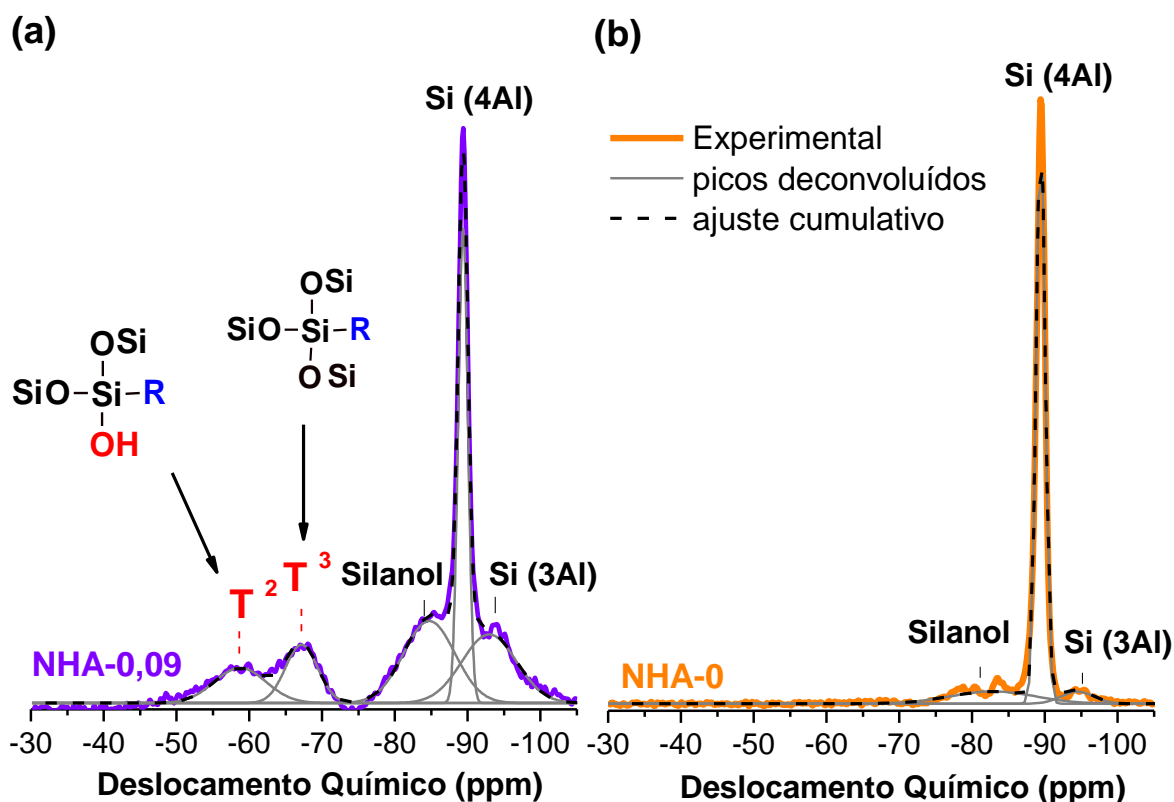 (a)
Si (4Al)
OSi
SiO–Si–R
O Si
OSi
SiO–Si–R
OH
T 2
T 3
Silanol
Si (3Al)
NHA-0,09
-30 -40 -50 -60 -70 -80 -90 -100
Deslocamento Químico (ppm)
(b)
Si (4Al)
Experimental
picos deconvoluídos
ajuste cumulativo
Silanol
Si (3Al)
NHA-0
-30 -40 -50 -60 -70 -80 -90 -100
Deslocamento Químico (ppm)